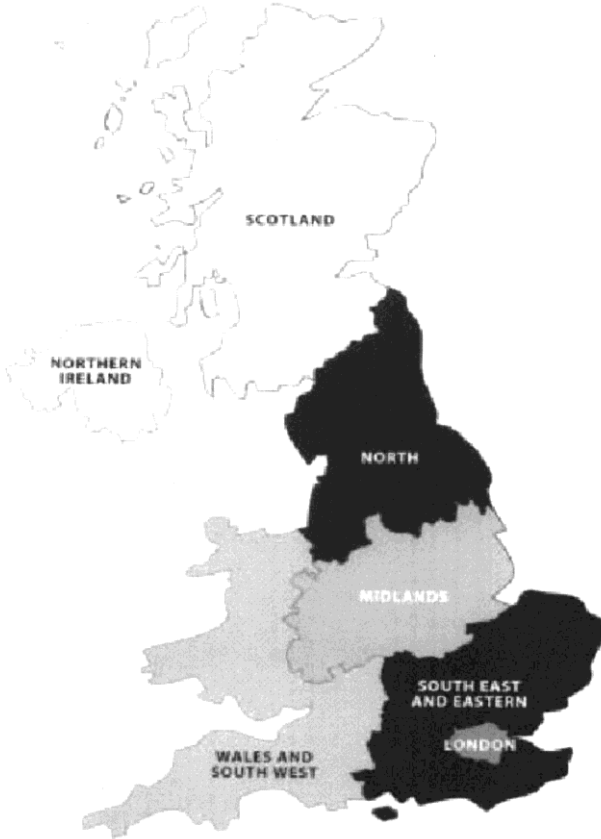 SCOTLAND
NORTHERN
IRELAND
NORTH
MIDLANDS
SOUTH EAST
AND EASTERN
LONDON
WALES AND
SOUTH WEST